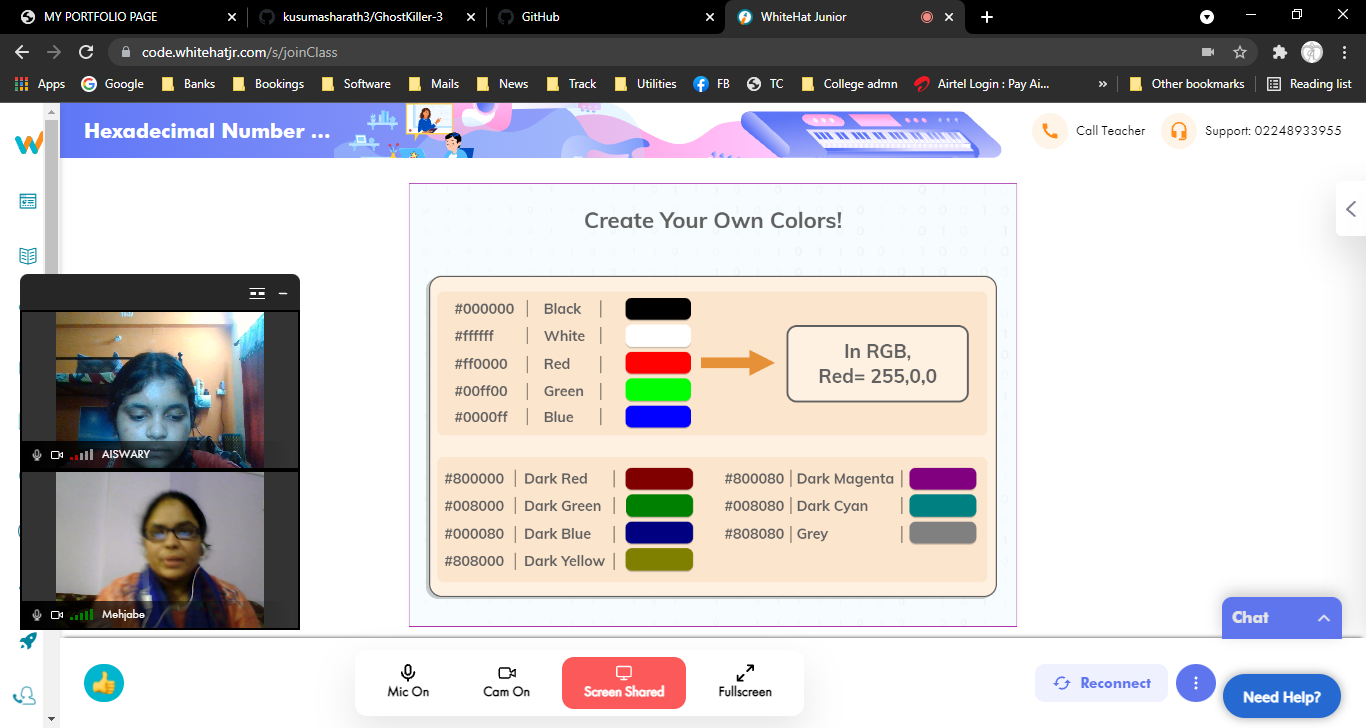 MY PORTFOLIO PAGE
kusumasharath3/GhostKiller-3
GitHub
WhiteHat Junior
code.whitehatjr.com/s/joinClass
Apps Google Banks Bookings Software Mails News Track Utilities FB TC College admn Airtel Login : Pay Ai... » Other bookmarks Reading list
Hexadecimal Number ...
Call Teacher
Support: 02248933955
Create Your Own Colors!
#000000 | Black |
#ffffff | White |
#ff0000 | Red |
#00ff00 | Green |
#0000ff | Blue |
In RGB,
Red= 255,0,0
#800000 | Dark Red |
#008000 | Dark Green |
#000080 | Dark Blue |
#808000 | Dark Yellow |
#800080 | Dark Magenta |
#008080 | Dark Cyan |
#808080 | Grey |
AISWARY
Mehjabe
Chat
Mic On
Cam On
Screen Shared
Fullscreen
Reconnect
Need Help?